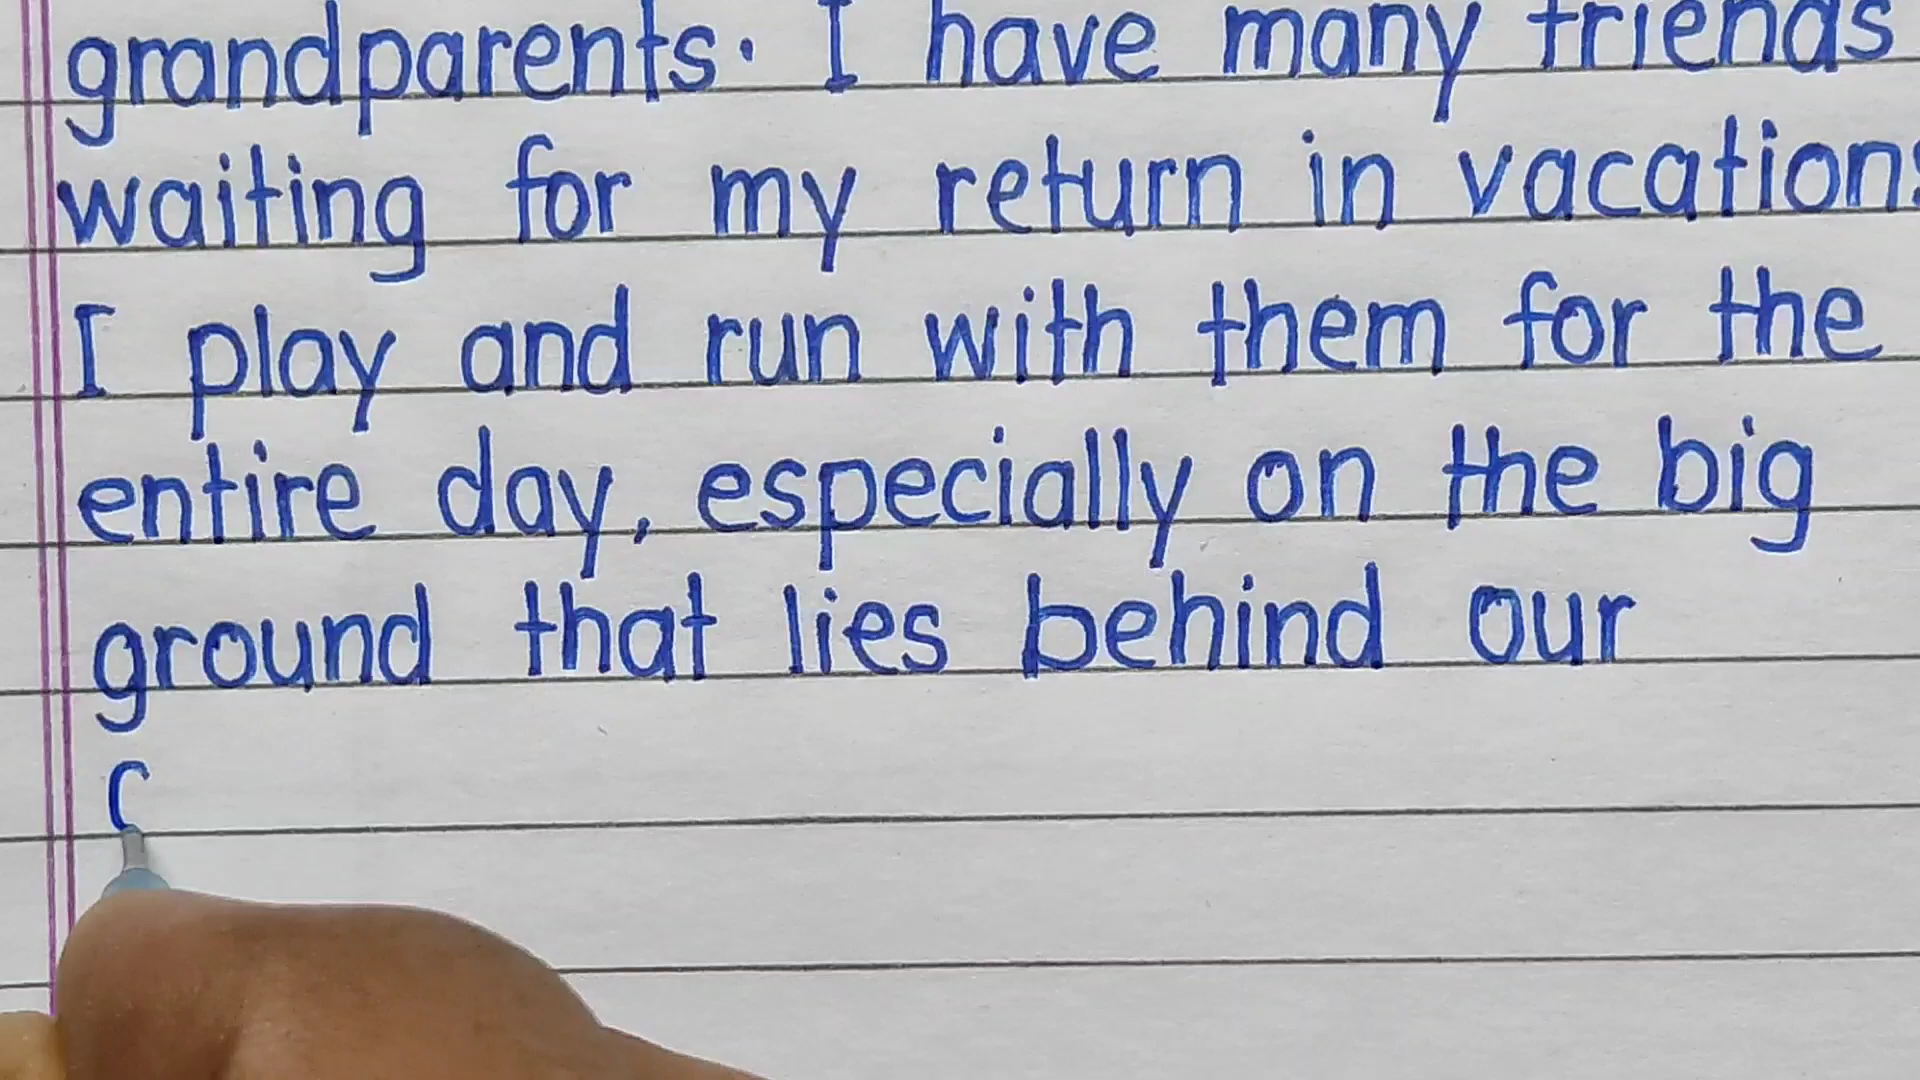 grandparents. I have many friends
waiting for my return in vacations
I play and run with them for the
entire day, especially on the big
ground that lies behind our